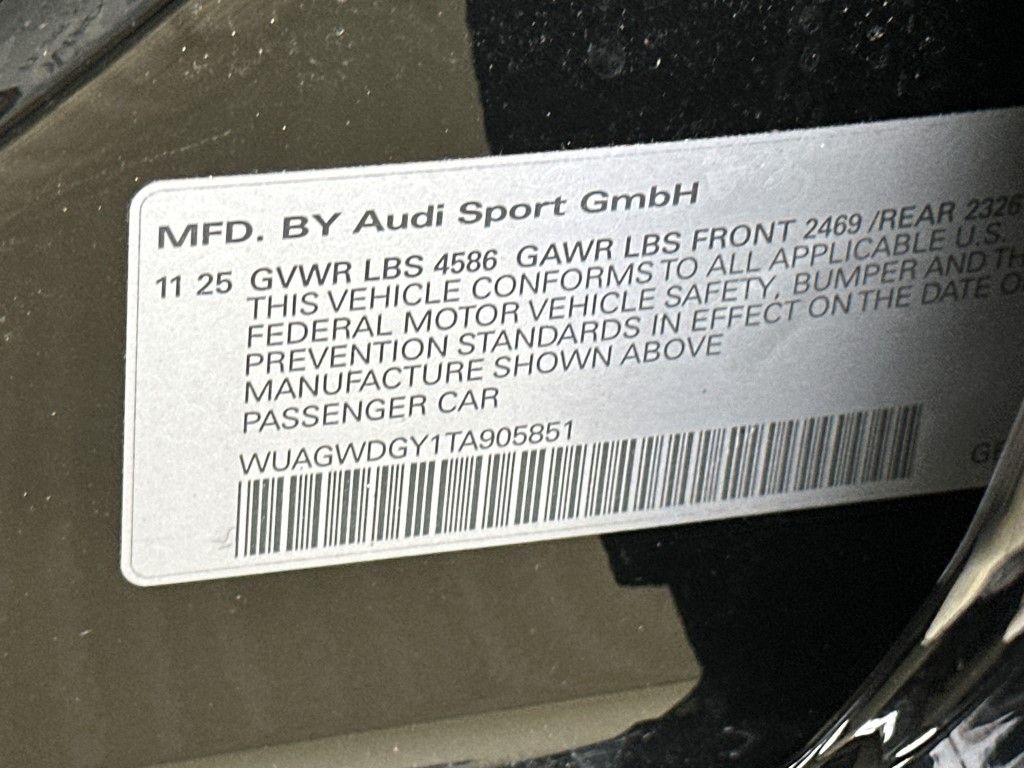 MFD. BY Audi Sport GmbH
11 25 GVWR LBS 4586 GAWR LBS FRONT 2469 /REAR 2326
THIS VEHICLE CONFORMS TO ALL APPLICABLE U.S.
FEDERAL MOTOR VEHICLE SAFETY, BUMPER AND
PREVENTION STANDARDS IN EFFECT ON THE DATE
MANUFACTURE SHOWN ABOVE
PASSENGER CAR
WUAGWDGY1TA905851